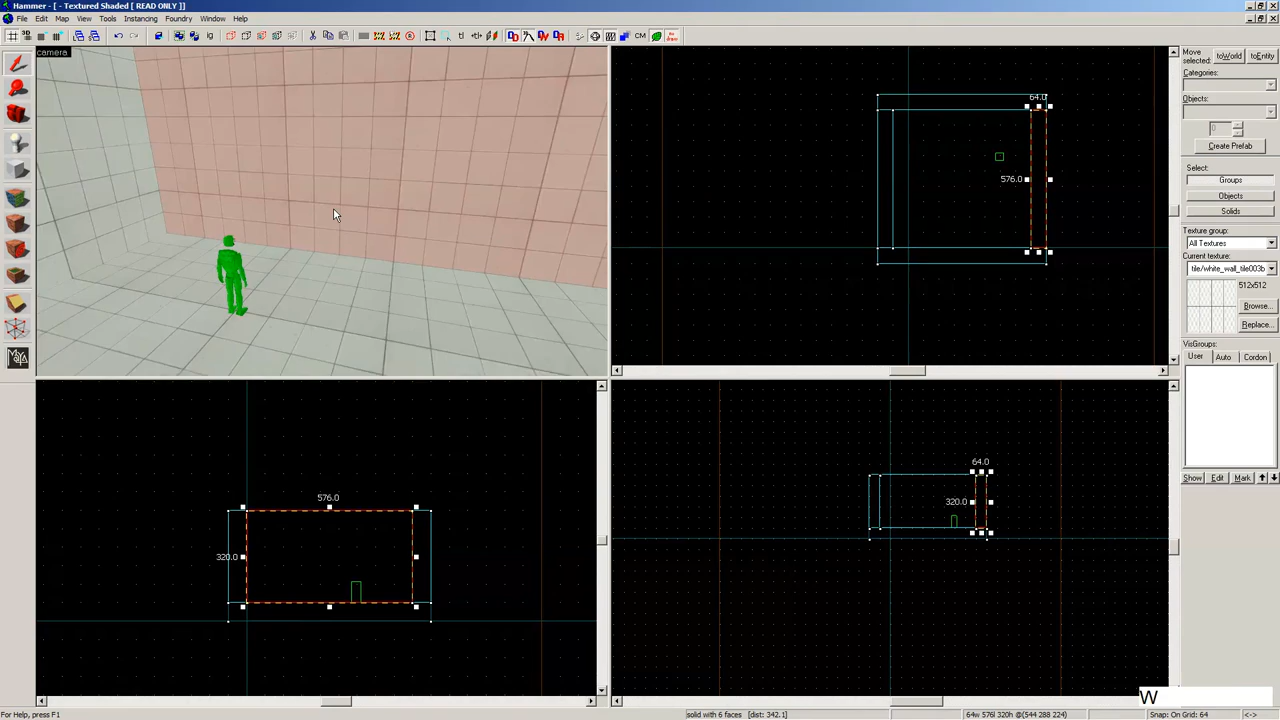 Hammer - [ - Textured Shaded [ READ ONLY ]]
File Edit Map View Tools Instancing Foundry Window Help
camera
64.0
576.0
576.0
320.0
64.0
320.0
Move selected:
toWorld
toEntity
Categories:
Objects:
0
Create Prefab
Select:
Groups
Objects
Solids
Texture group:
All Textures
Current texture:
tile/white_wall_tile003b
512x512
Browse...
Replace...
VisGroups:
User Auto Cordon
Show Edit Mark
W
For Help, press F1
solid with 6 faces [dist: 342.1]
64w 576l 320h @(544 288 224)
Snap: On Grid: 64
<->